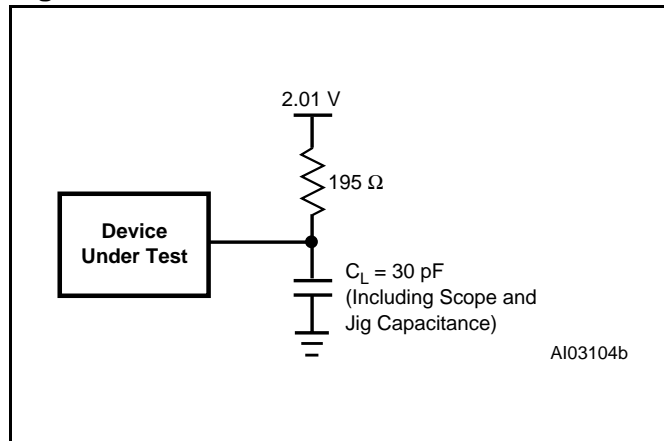 2.01 V
195 Ω
Device
Under Test
C_L = 30 pF
(Including Scope and
Jig Capacitance)
AI03104b